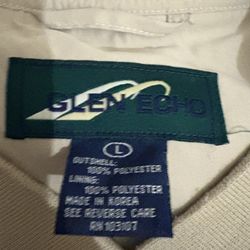 GLEN ECHO
L
OUTSHELL:
100% POLYESTER
LINING:
100% POLYESTER
MADE IN KOREA
SEE REVERSE CARE
RN 103107